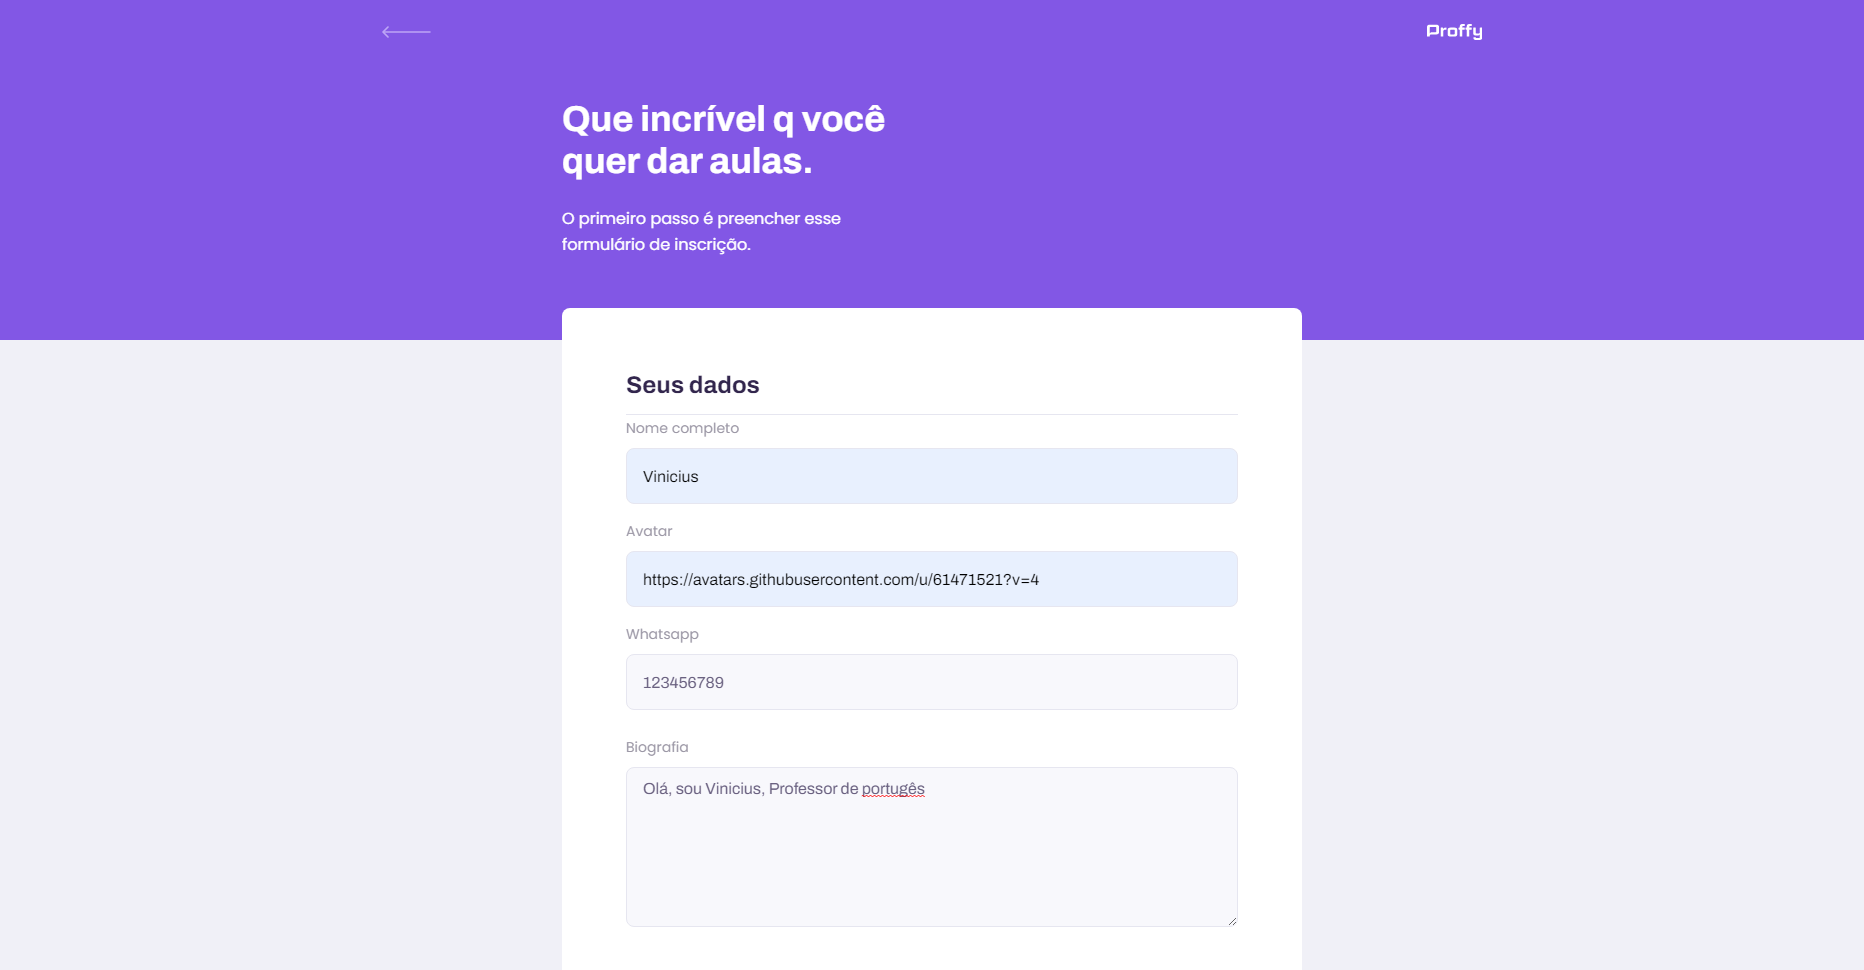 Proffy
Que incrível q você
quer dar aulas.
O primeiro passo é preencher esse
formulário de inscrição.
Seus dados
Nome completo
Vinicius
Avatar
https://avatars.githubusercontent.com/u/61471521?v=4
Whatsapp
123456789
Biografia
Olá, sou Vinicius, Professor de portugês